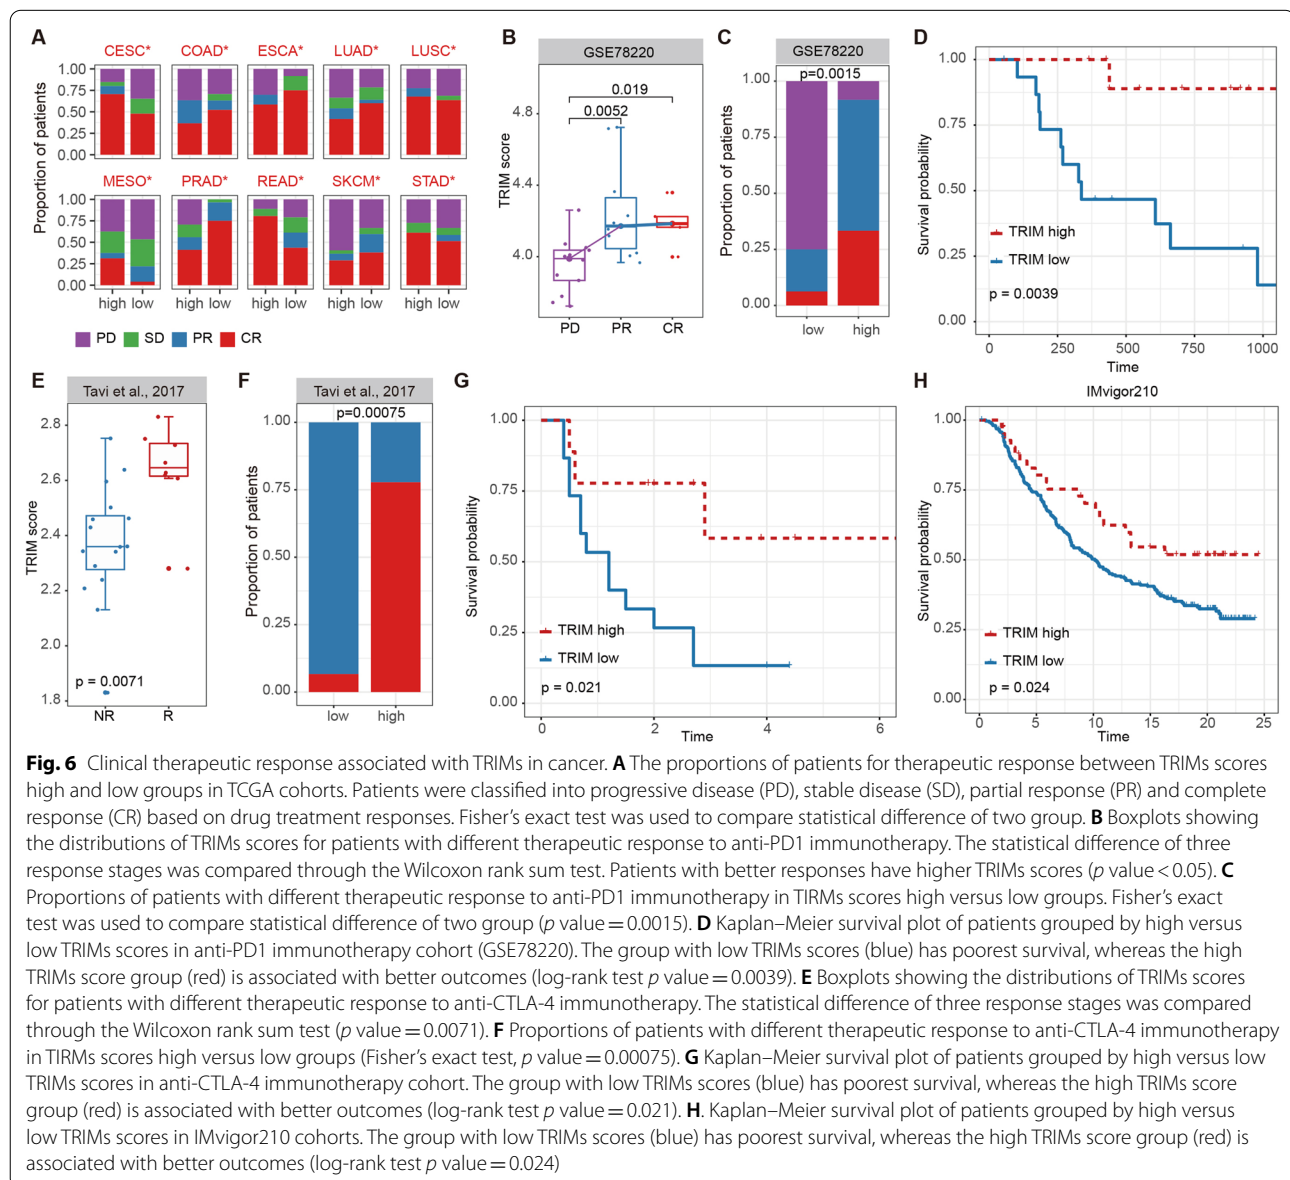 A
CESC* COAD* ESCA* LUAD* LUSC*
1.00
0.75
0.50
0.25
0.00
MESO* PRAD* READ* SKCM* STAD*
1.00
0.75
0.50
0.25
0.00
Proportion of patients
high low high low high low high low high low
PD SD PR CR
B
GSE78220
0.019
0.0052
4.8
4.4
4.0
TRIM score
PD PR CR
C
GSE78220
p=0.0015
1.00
0.75
0.50
0.25
0.00
Proportion of patients
low high
D
1.00
0.75
0.50
0.25
0.00
Survival probability
TRIM high
TRIM low
p = 0.0039
0 250 500 750 1000
Time
E
Tavi et al., 2017
2.8
2.6
2.4
2.2
2.0
1.8
TRIM score
p = 0.0071
NR R
F
Tavi et al., 2017
p=0.00075
1.00
0.75
0.50
0.25
0.00
Proportion of patients
low high
G
1.00
0.75
0.50
0.25
0.00
Survival probability
TRIM high
TRIM low
p = 0.021
0 2 4 6
Time
H
IMvigor210
1.00
0.75
0.50
0.25
0.00
Survival probability
TRIM high
TRIM low
p = 0.024
0 5 10 15 20 25
Time
Fig. 6 Clinical therapeutic response associated with TRIMs in cancer. A The proportions of patients for therapeutic response between TRIMs scores
high and low groups in TCGA cohorts. Patients were classified into progressive disease (PD), stable disease (SD), partial response (PR) and complete
response (CR) based on drug treatment responses. Fisher's exact test was used to compare statistical difference of two group. B Boxplots showing
the distributions of TRIMs scores for patients with different therapeutic response to anti-PD1 immunotherapy. The statistical difference of three
response stages was compared through the Wilcoxon rank sum test. Patients with better responses have higher TRIMs scores (p value < 0.05). C
Proportions of patients with different therapeutic response to anti-PD1 immunotherapy in TIRMs scores high versus low groups. Fisher's exact
test was used to compare statistical difference of two group (p value = 0.0015). D Kaplan–Meier survival plot of patients grouped by high versus
low TRIMs scores in anti-PD1 immunotherapy cohort (GSE78220). The group with low TRIMs scores (blue) has poorest survival, whereas the high
TRIMs score group (red) is associated with better outcomes (log-rank test p value = 0.0039). E Boxplots showing the distributions of TRIMs scores
for patients with different therapeutic response to anti-CTLA-4 immunotherapy. The statistical difference of three response stages was compared
through the Wilcoxon rank sum test (p value = 0.0071). F Proportions of patients with different therapeutic response to anti-CTLA-4 immunotherapy
in TIRMs scores high versus low groups (Fisher's exact test, p value = 0.00075). G Kaplan–Meier survival plot of patients grouped by high versus low
TRIMs scores in anti-CTLA-4 immunotherapy cohort. The group with low TRIMs scores (blue) has poorest survival, whereas the high TRIMs score
group (red) is associated with better outcomes (log-rank test p value = 0.021). H. Kaplan–Meier survival plot of patients grouped by high versus
low TRIMs scores in IMvigor210 cohorts. The group with low TRIMs scores (blue) has poorest survival, whereas the high TRIMs score group (red) is
associated with better outcomes (log-rank test p value = 0.024)